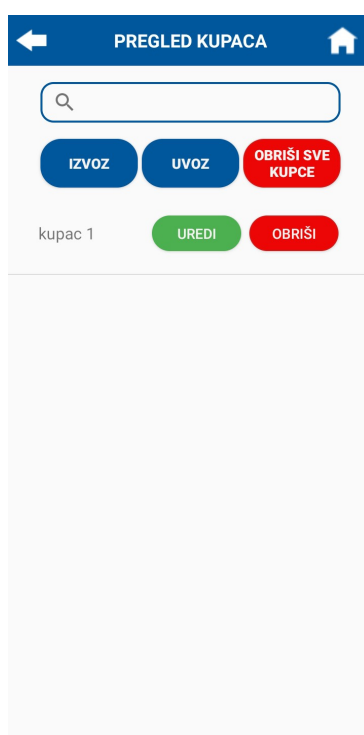 PREGLED KUPACA
IZVOZ
UVOZ
OBRIŠI SVE
KUPCE
kupac 1
UREDI
OBRIŠI